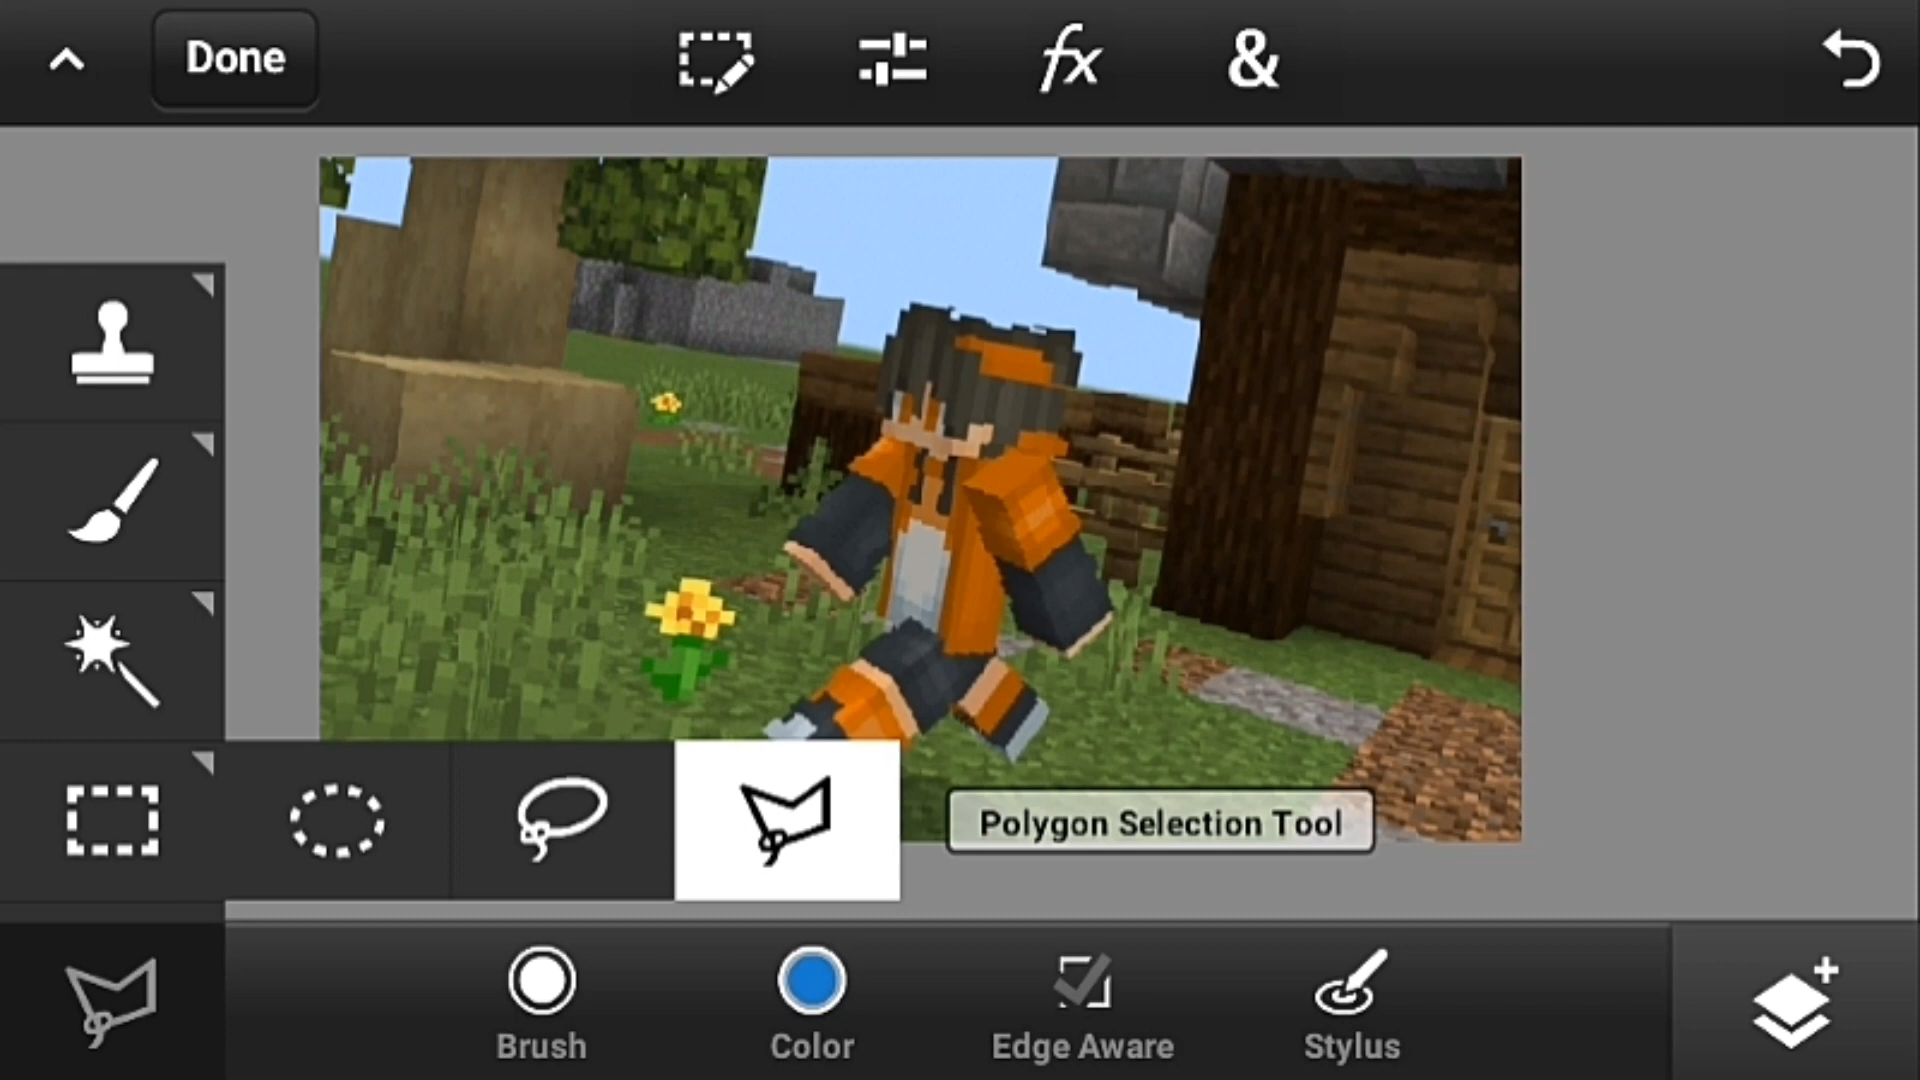 Done
fx
&
Polygon Selection Tool
Brush
Color
Edge Aware
Stylus